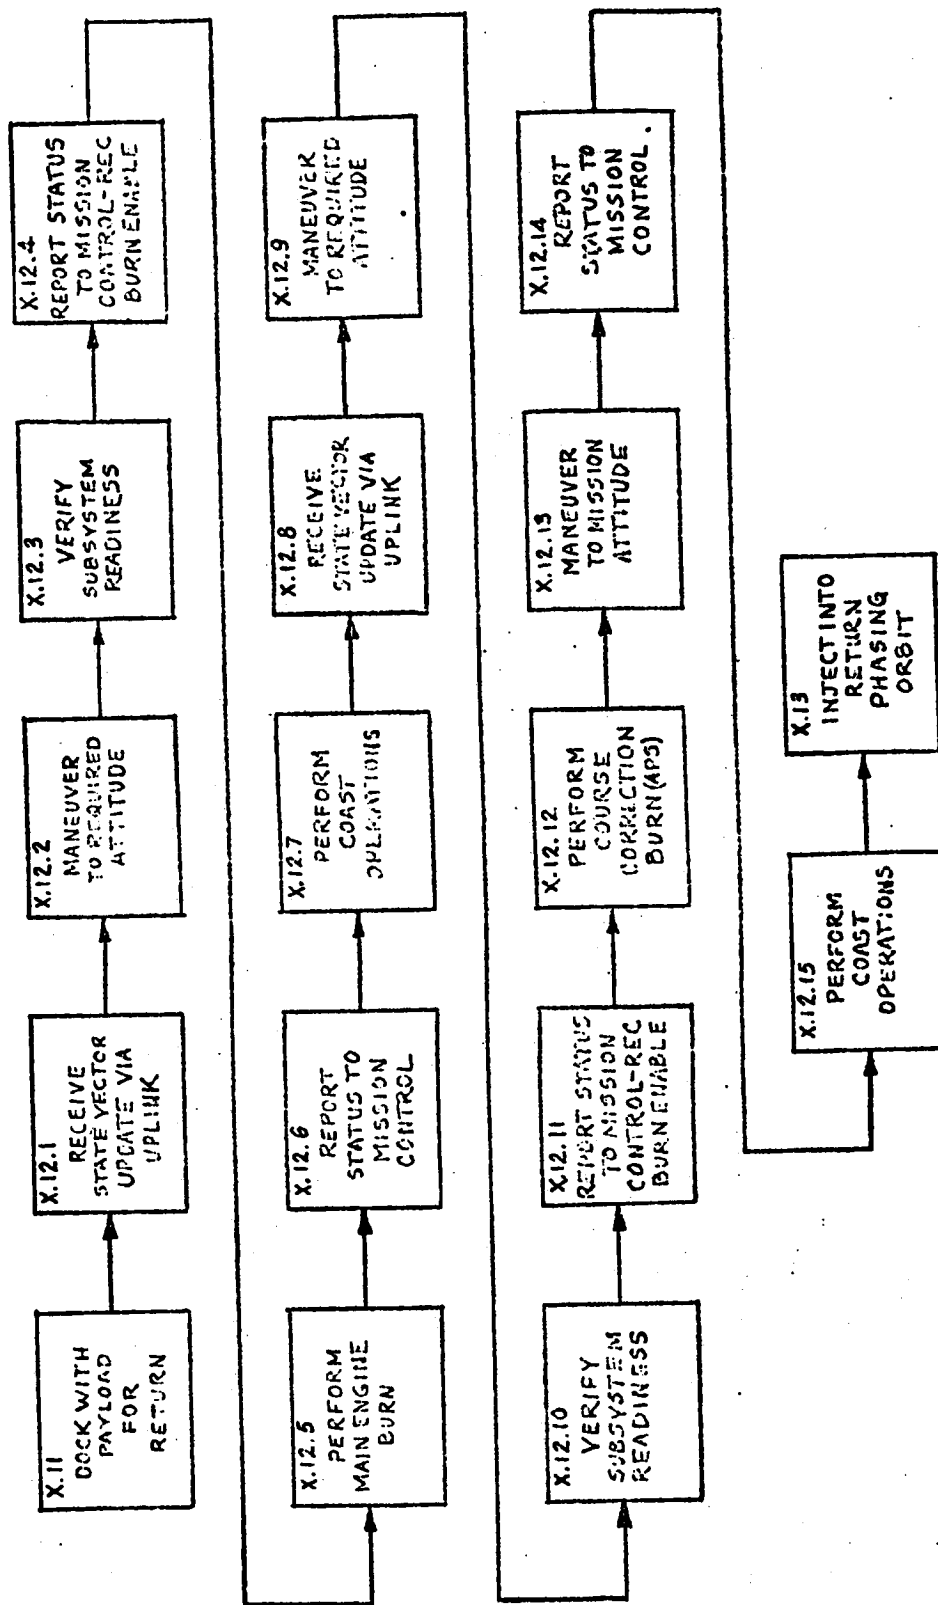 X.11
DOCK WITH
PAYLOAD
FOR
RETURN
X.12.1
RECEIVE
STATE VECTOR
UPDATE VIA
UPLINK
X.12.2
MANEUVER
TO REQUIRED
ATTITUDE
X.12.3
VERIFY
SUBSYSTEM
READINESS
X.12.4
REPORT STATUS
TO MISSION
CONTROL-REC
BURN ENABLE
X.12.5
PERFORM
MAIN ENGINE
BURN
X.12.6
REPORT
STATUS TO
MISSION
CONTROL
X.12.7
PERFORM
COAST
OPERATIONS
X.12.8
RECEIVE
STATE VECTOR
UPDATE VIA
UPLINK
X.12.9
MANEUVER
TO REQUIRED
ATTITUDE
X.12.10
VERIFY
SUBSYSTEM
READINESS
X.12.11
REPORT STATUS
TO MISSION
CONTROL-REC
BURN ENABLE
X.12.12
PERFORM
COURSE
CORRECTION
BURN (APS)
X.12.13
MANEUVER
TO MISSION
ATTITUDE
X.12.14
REPORT
STATUS TO
MISSION
CONTROL.
X.12.15
PERFORM
COAST
OPERATIONS
X.13
INJECT INTO
RETURN
PHASING
ORBIT